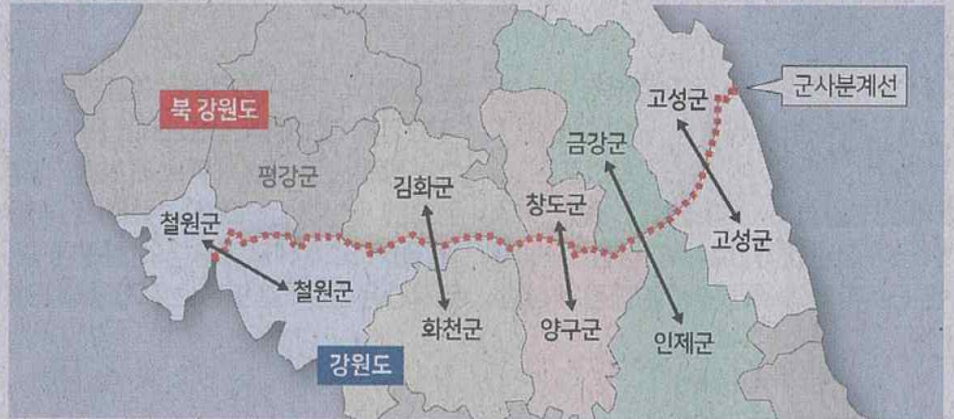 군사분계선
고성군
북 강원도
금강군
평강군
김화군
창도군
철원군
고성군
철원군
화천군
양구군
인제군
강원도